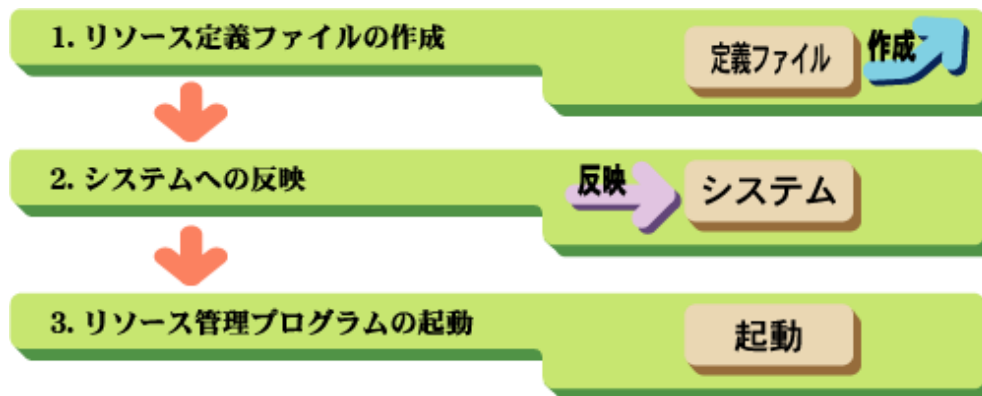 1. リソース定義ファイルの作成
定義ファイル
作成
2. システムへの反映
反映
システム
3. リソース管理プログラムの起動
起動